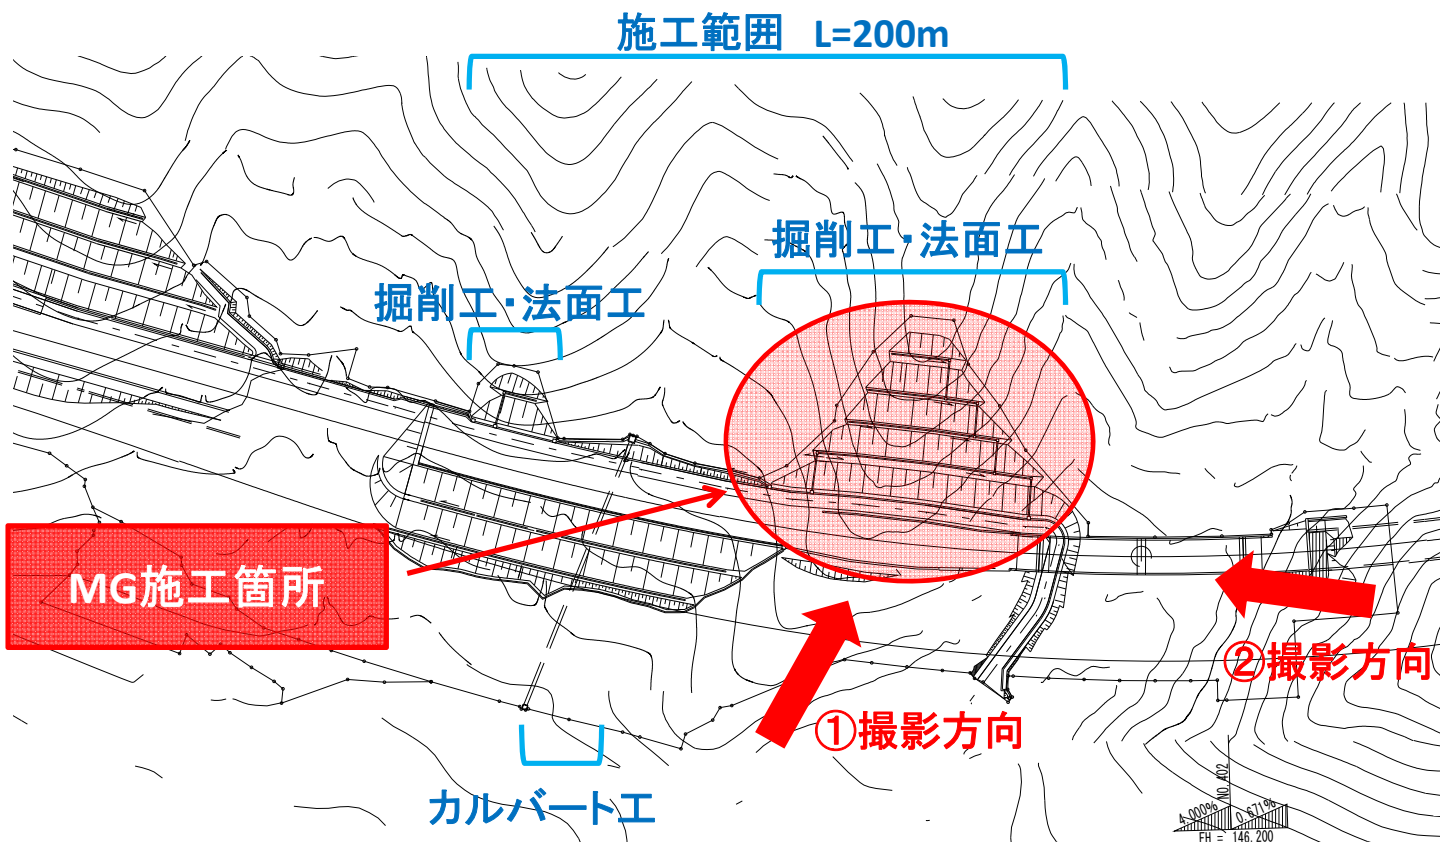 施工範囲 L=200m
掘削工・法面工
掘削工・法面工
MG施工箇所
②撮影方向
①撮影方向
カルバート工
NO.402
4.000%
0.671%
FH = 146.200